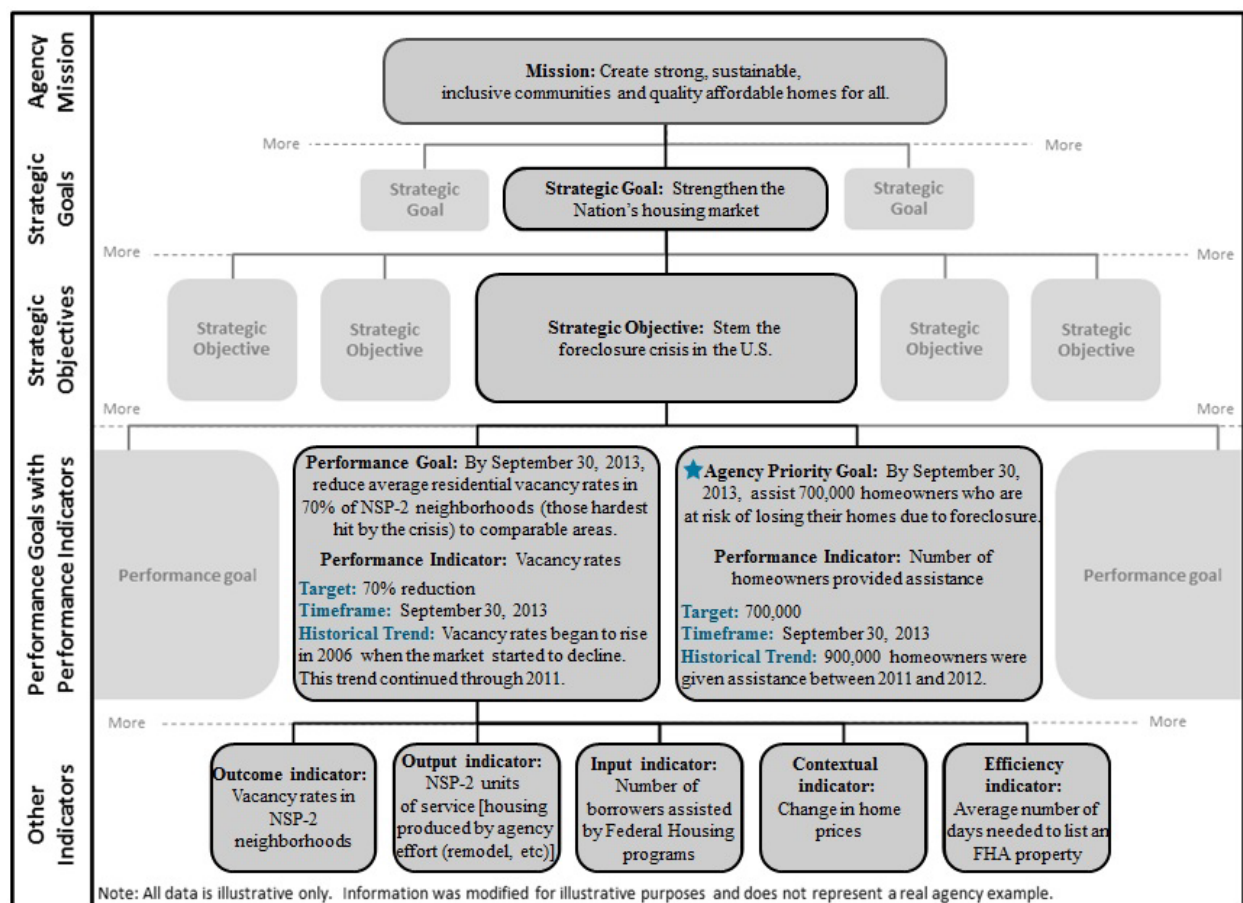 Agency
Mission
Mission: Create strong, sustainable,
inclusive communities and quality affordable homes for all.
More
More
Strategic
Goals
Strategic
Goal
Strategic Goal: Strengthen the
Nation's housing market
Strategic
Goal
More
More
Strategic
Objectives
Strategic
Objective
Strategic
Objective
Strategic Objective: Stem the
foreclosure crisis in the U.S.
Strategic
Objective
Strategic
Objective
More
More
Performance Goals with
Performance Indicators
Performance goal
Performance Goal: By September 30, 2013,
reduce average residential vacancy rates in
70% of NSP-2 neighborhoods (those hardest
hit by the crisis) to comparable areas.
Performance Indicator: Vacancy rates
Target: 70% reduction
Timeframe: September 30, 2013
Historical Trend: Vacancy rates began to rise
in 2006 when the market started to decline.
This trend continued through 2011.
Agency Priority Goal: By September 30,
2013, assist 700,000 homeowners who are
at risk of losing their homes due to foreclosure.
Performance Indicator: Number of
homeowners provided assistance
Target: 700,000
Timeframe: September 30, 2013
Historical Trend: 900,000 homeowners were
given assistance between 2011 and 2012.
Performance goal
More
More
Other
Indicators
Outcome indicator:
Vacancy rates in
NSP-2
neighborhoods
Output indicator:
NSP-2 units
of service [housing
produced by agency
effort (remodel, etc)]
Input indicator:
Number of
borrowers assisted
by Federal Housing
programs
Contextual
indicator:
Change in home
prices
Efficiency
indicator:
Average number of
days needed to list an
FHA property
Note: All data is illustrative only. Information was modified for illustrative purposes and does not represent a real agency example.